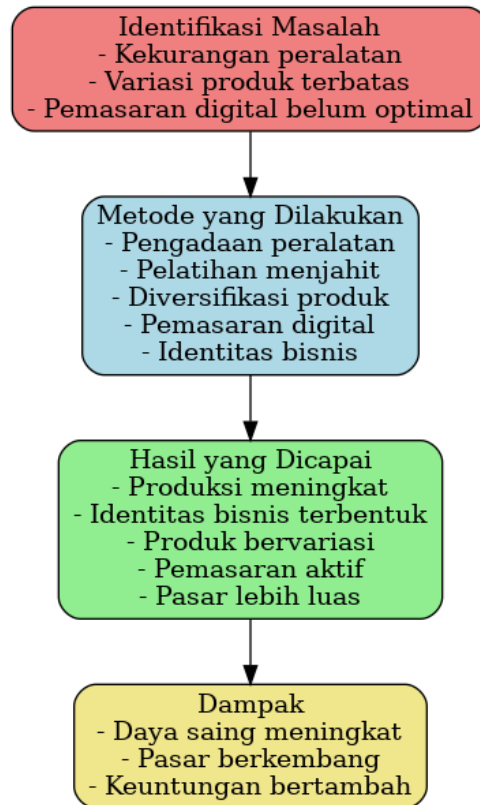 Identifikasi Masalah
- Kekurangan peralatan
- Variasi produk terbatas
- Pemasaran digital belum optimal
Metode yang Dilakukan
- Pengadaan peralatan
- Pelatihan menjahit
- Diversifikasi produk
- Pemasaran digital
- Identitas bisnis
Hasil yang Dicapai
- Produksi meningkat
- Identitas bisnis terbentuk
- Produk bervariasi
- Pemasaran aktif
- Pasar lebih luas
Dampak
- Daya saing meningkat
- Pasar berkembang
- Keuntungan bertambah